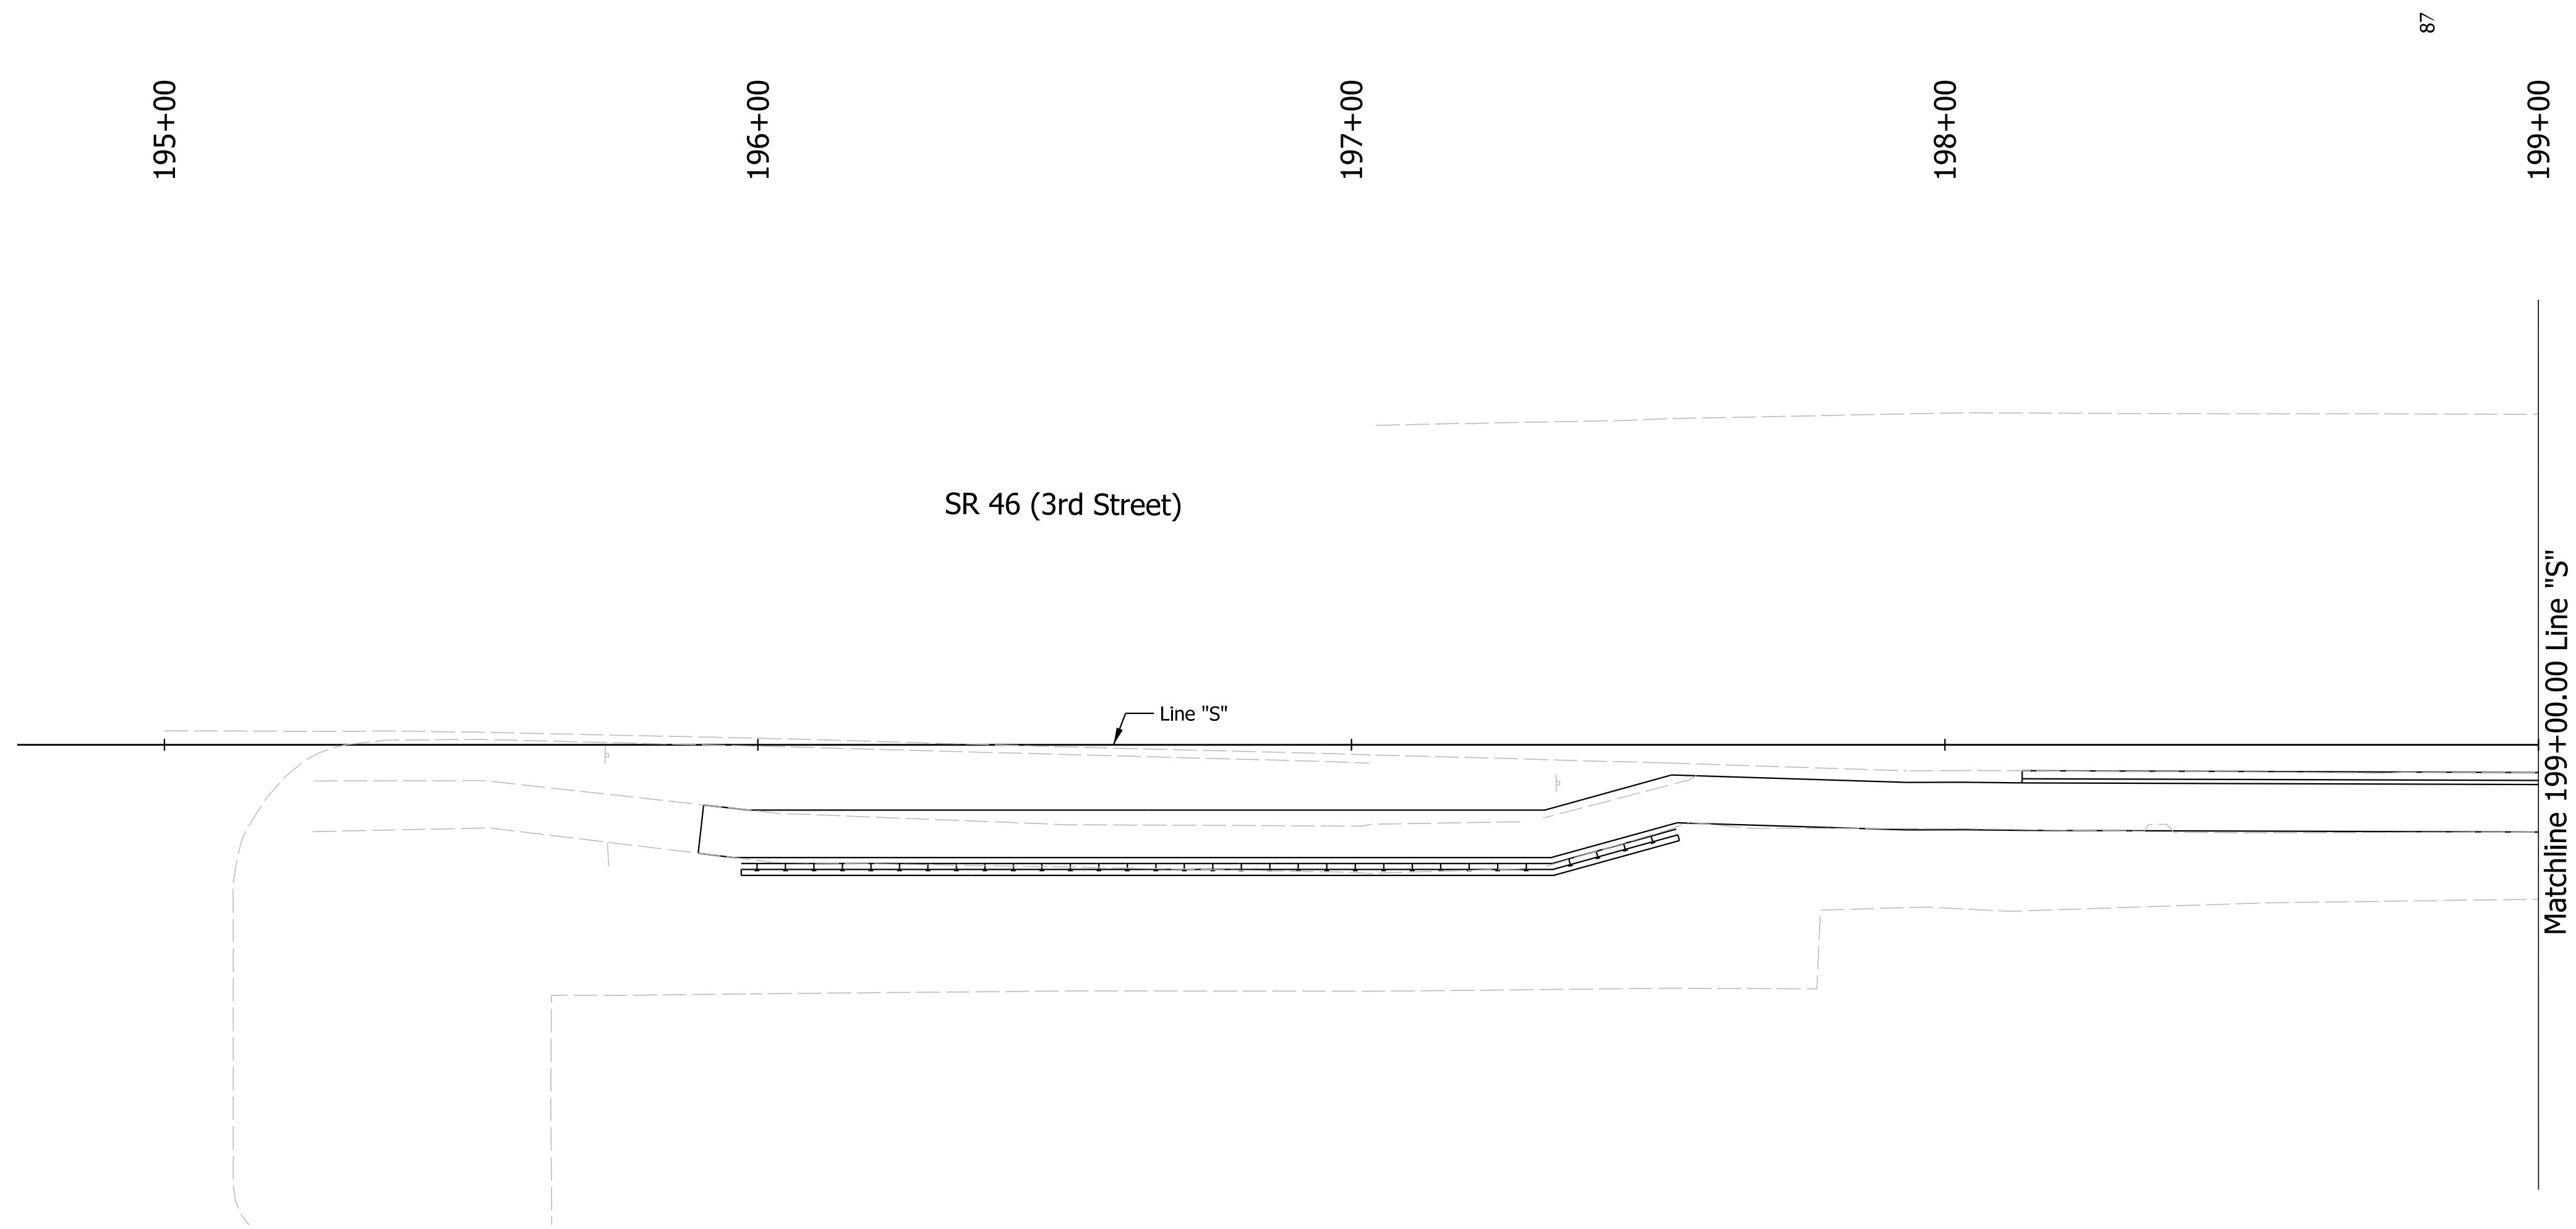 87
195+00
196+00
197+00
198+00
199+00
SR 46 (3rd Street)
Line "S"
Matchline 199+00.00 Line "S"